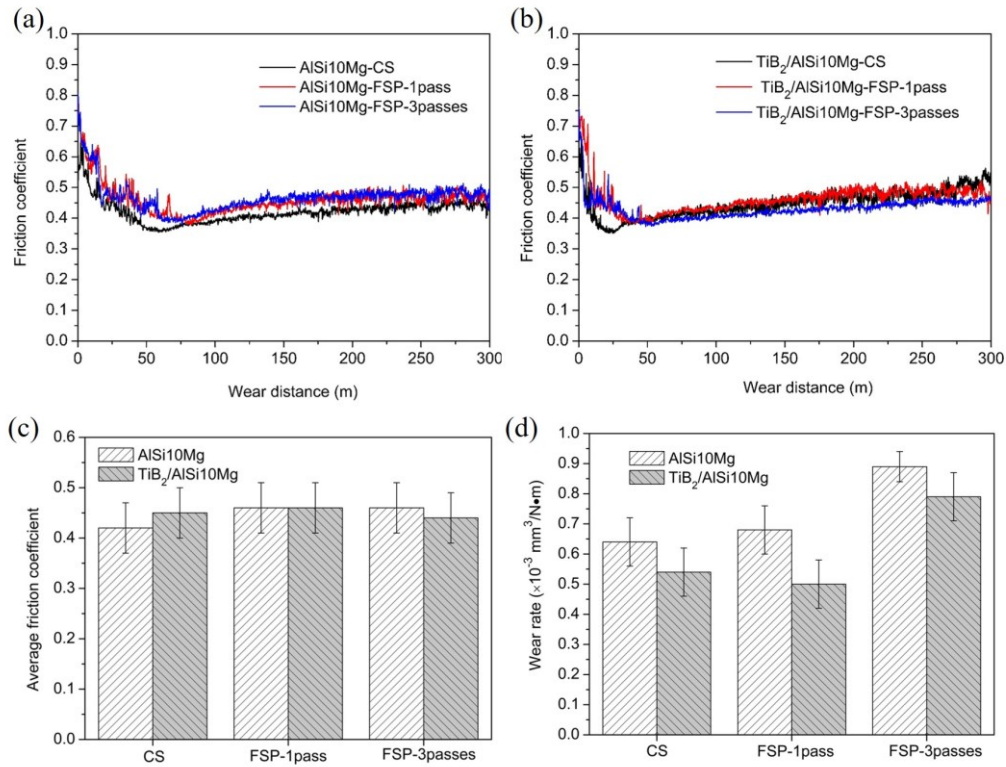 (a)
1.0
0.9
0.8
0.7
0.6
0.5
0.4
0.3
0.2
0.1
0.0
Friction coefficient
AlSi10Mg-CS
AlSi10Mg-FSP-1pass
AlSi10Mg-FSP-3passes
0 50 100 150 200 250 300
Wear distance (m)
(b)
1.0
0.9
0.8
0.7
0.6
0.5
0.4
0.3
0.2
0.1
0.0
Friction coefficient
TiB₂/AlSi10Mg-CS
TiB₂/AlSi10Mg-FSP-1pass
TiB₂/AlSi10Mg-FSP-3passes
0 50 100 150 200 250 300
Wear distance (m)
(c)
0.6
0.5
0.4
0.3
0.2
0.1
0.0
Average friction coefficient
AlSi10Mg
TiB₂/AlSi10Mg
CS FSP-1pass FSP-3passes
(d)
1.0
0.9
0.8
0.7
0.6
0.5
0.4
0.3
0.2
0.1
0.0
Wear rate (×10⁻³ mm³/N•m)
AlSi10Mg
TiB₂/AlSi10Mg
CS FSP-1pass FSP-3passes